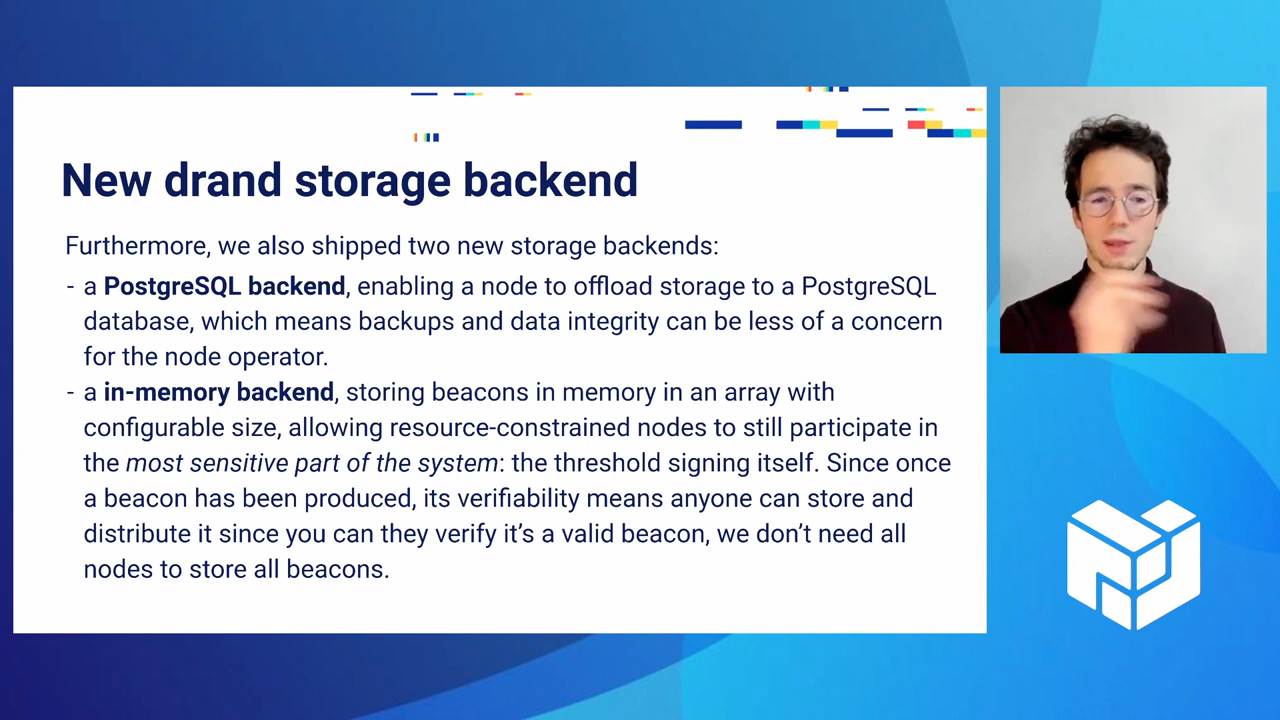 New drand storage backend
Furthermore, we also shipped two new storage backends:
- a PostgreSQL backend, enabling a node to offload storage to a PostgreSQL
database, which means backups and data integrity can be less of a concern
for the node operator.
- a in-memory backend, storing beacons in memory in an array with
configurable size, allowing resource-constrained nodes to still participate in
the most sensitive part of the system: the threshold signing itself. Since once
a beacon has been produced, its verifiability means anyone can store and
distribute it since you can they verify it’s a valid beacon, we don’t need all
nodes to store all beacons.